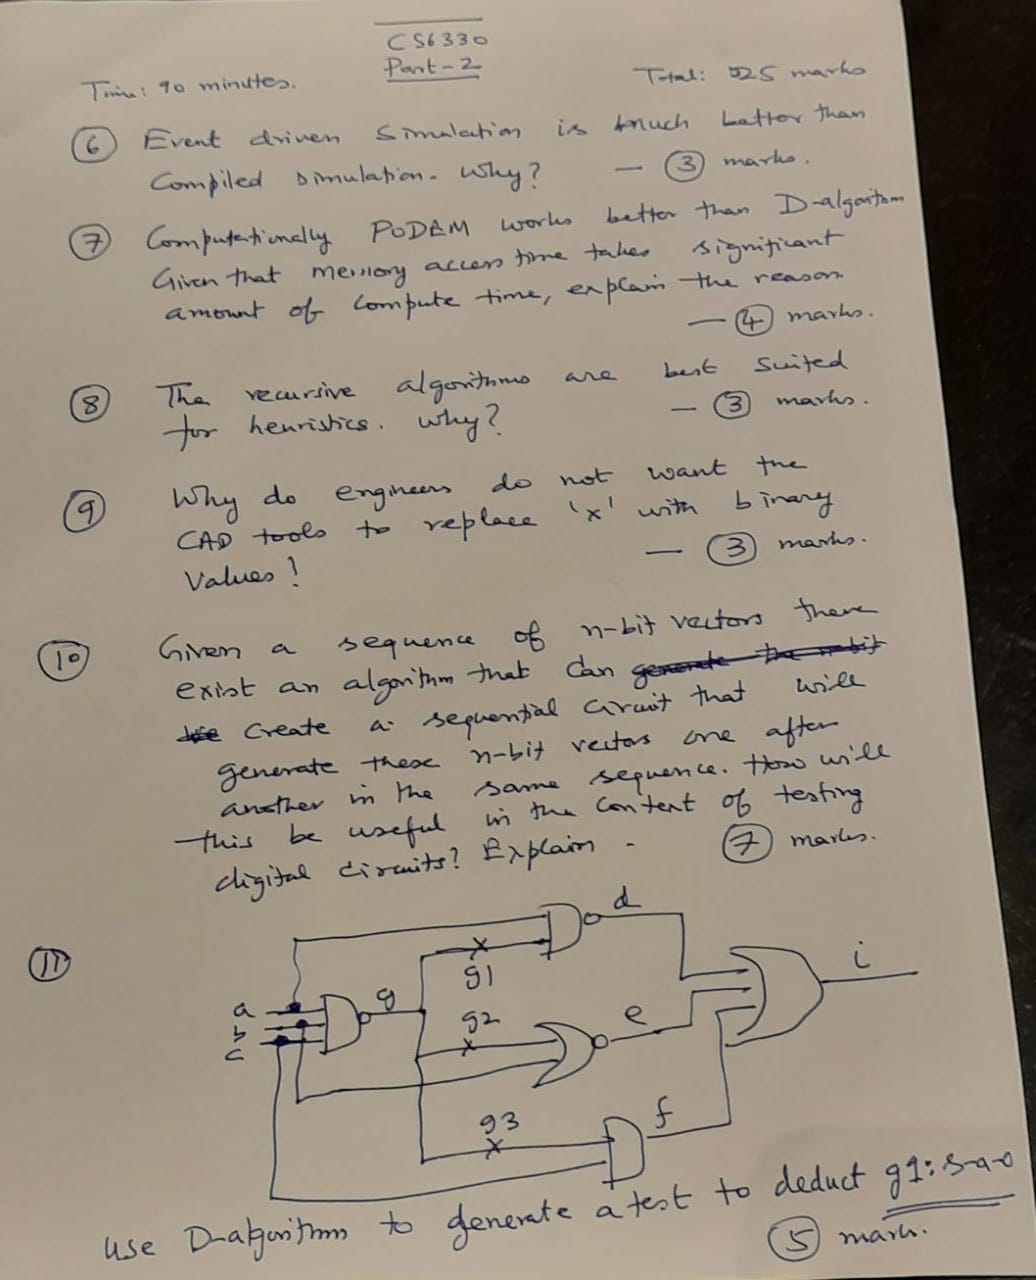 CS6330
Part-2
Time: 90 minutes.
Total: 25 marks
6 Event driven Simulation is much better than
Compiled Simulation. Why? — 3 marks.
7 Computationally PODEM works better than D-algoritom
Given that memory access time takes significant
amount of compute time, explain the reason
— 4 marks.
8 The recursive algorithms are best suited
for heuristics. Why? — 3 marks.
9 Why do engineers do not want the
CAD tools to replace 'x' with binary
Values! — 3 marks.
10 Given a sequence of n-bit vectors there
exist an algorithm that can generate the n-bit
create a sequential circuit that will
generate these n-bit vectors one after
another in the same sequence. How will
this be useful in the context of testing
digital circuits? Explain. 7 marks.
11
d
g1
i
a
g
b
g2
e
c
g3
f
use D-algorithm to generate a test to deduct g1: s-a-0
5 mark.